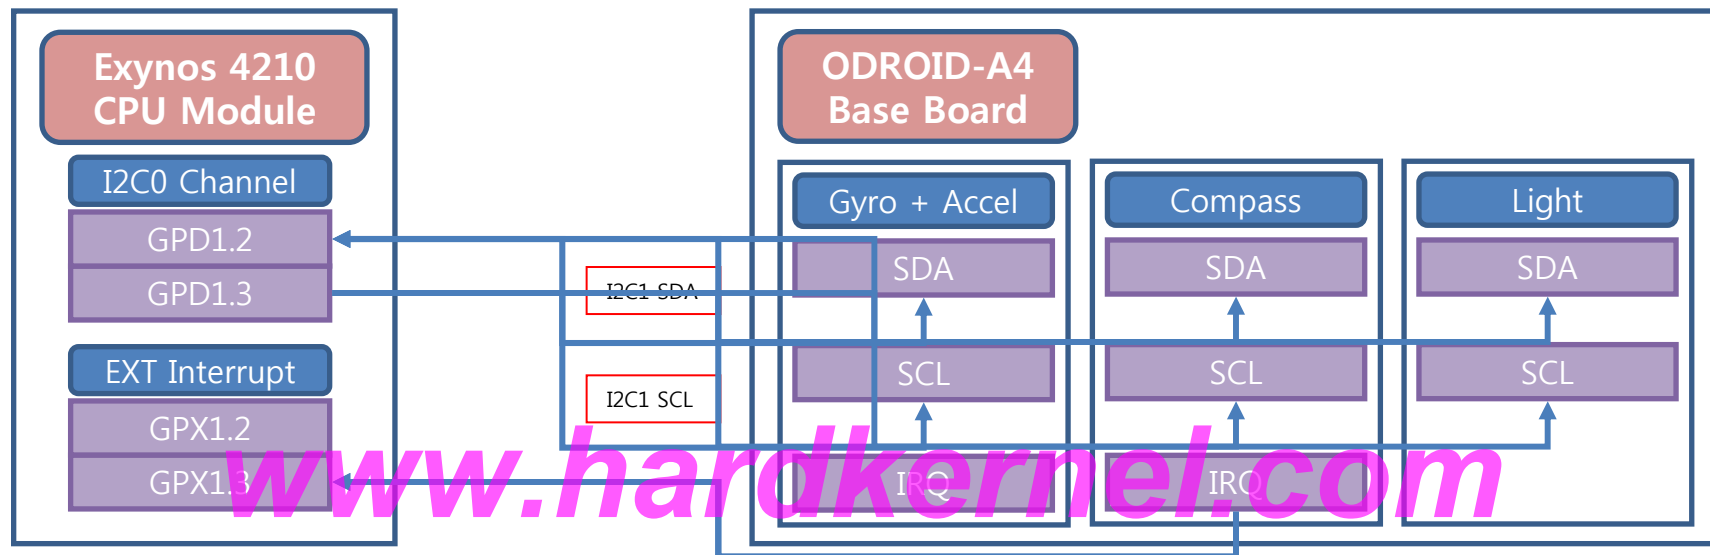 Exynos 4210
CPU Module
I2C0 Channel
GPD1.2
GPD1.3
EXT Interrupt
GPX1.2
GPX1.3
I2C1 SDA
I2C1 SCL
ODROID-A4
Base Board
Gyro + Accel
SDA
SCL
IRQ
Compass
SDA
SCL
IRQ
Light
SDA
SCL
www.hardkernel.com